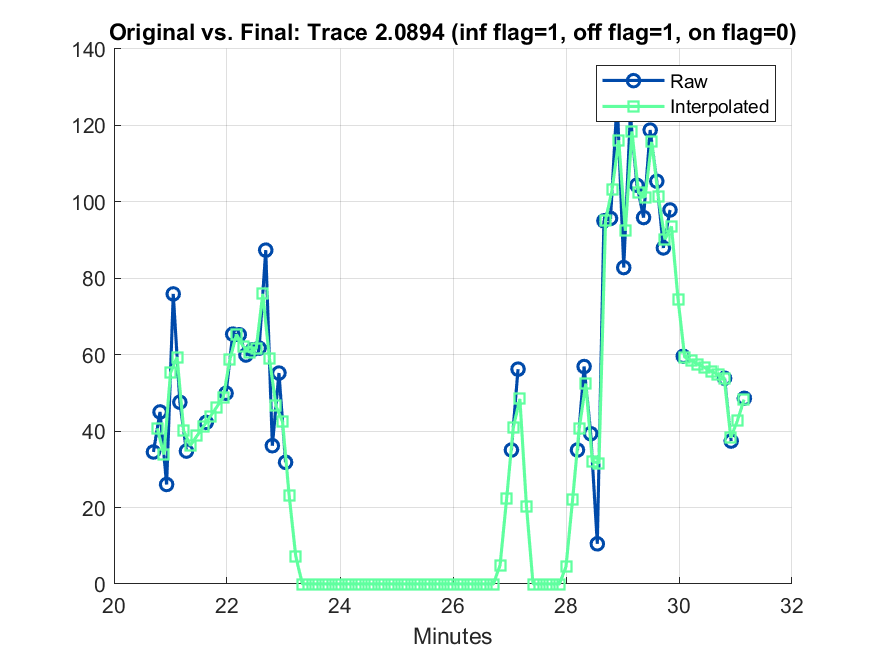 Original vs. Final: Trace 2.0894 (inf flag=1, off flag=1, on flag=0)
140
120
100
80
60
40
20
0
Raw
Interpolated
20 22 24 26 28 30 32
Minutes